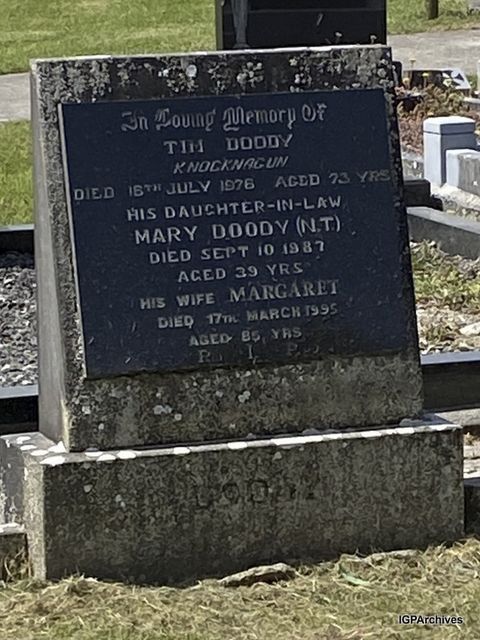 In Loving Memory Of
TIM DOODY
KNOCKNAGUN
DIED 16TH JULY 1976 AGED 73 YRS
HIS DAUGHTER-IN-LAW
MARY DOODY (N.T)
DIED SEPT 10 1987
AGED 39 YRS
HIS WIFE MARGARET
DIED 17TH MARCH 1995
AGED 85 YRS
R I P
DOODY
IGPArchives